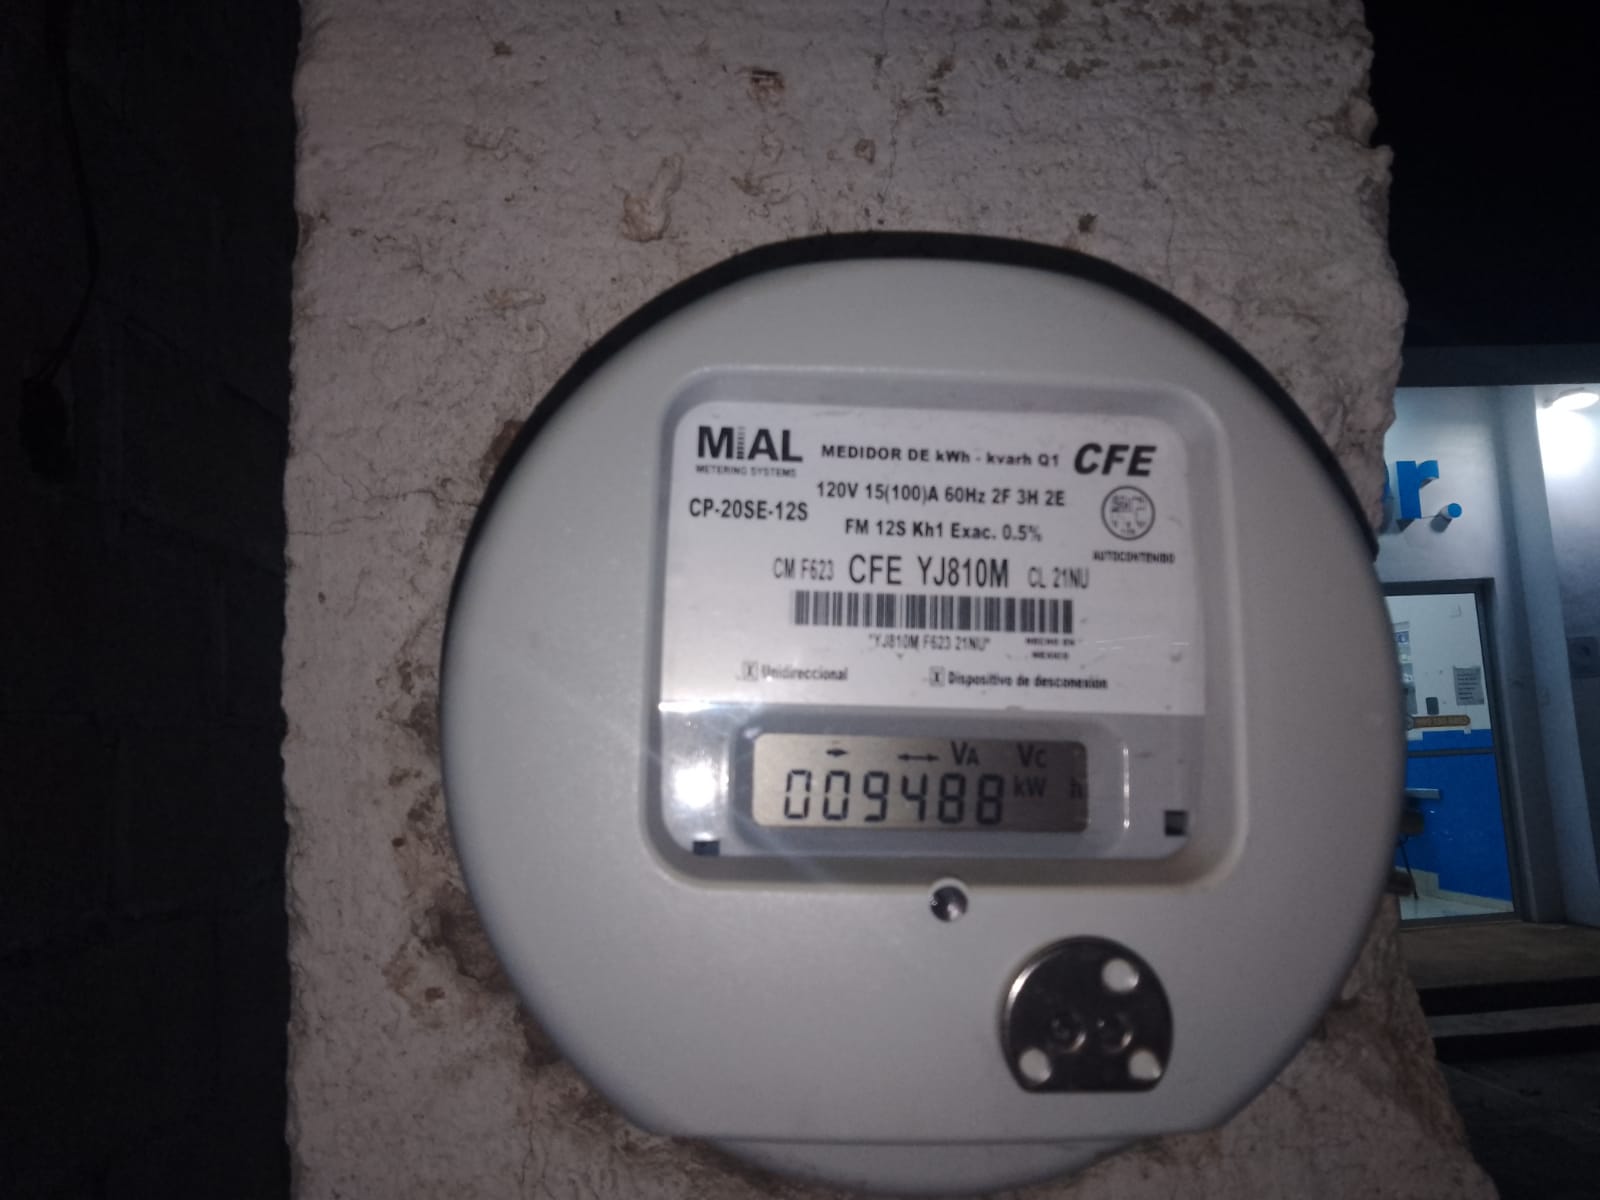 MIAL
METERING SYSTEMS
MEDIDOR DE kWh - kvarh Q1
CFE
120V 15(100)A 60Hz 2F 3H 2E
CP-20SE-12S
FM 12S Kh1 Exac. 0.5%
AUTOCONTENIDO
CM F623 CFE YJ810M CL 21NU
*YJ810M F623 21NU*
HECHO EN
MEXICO
X Unidireccional
X Dispositivo de desconexión
VA VC
009488 kW h
r.